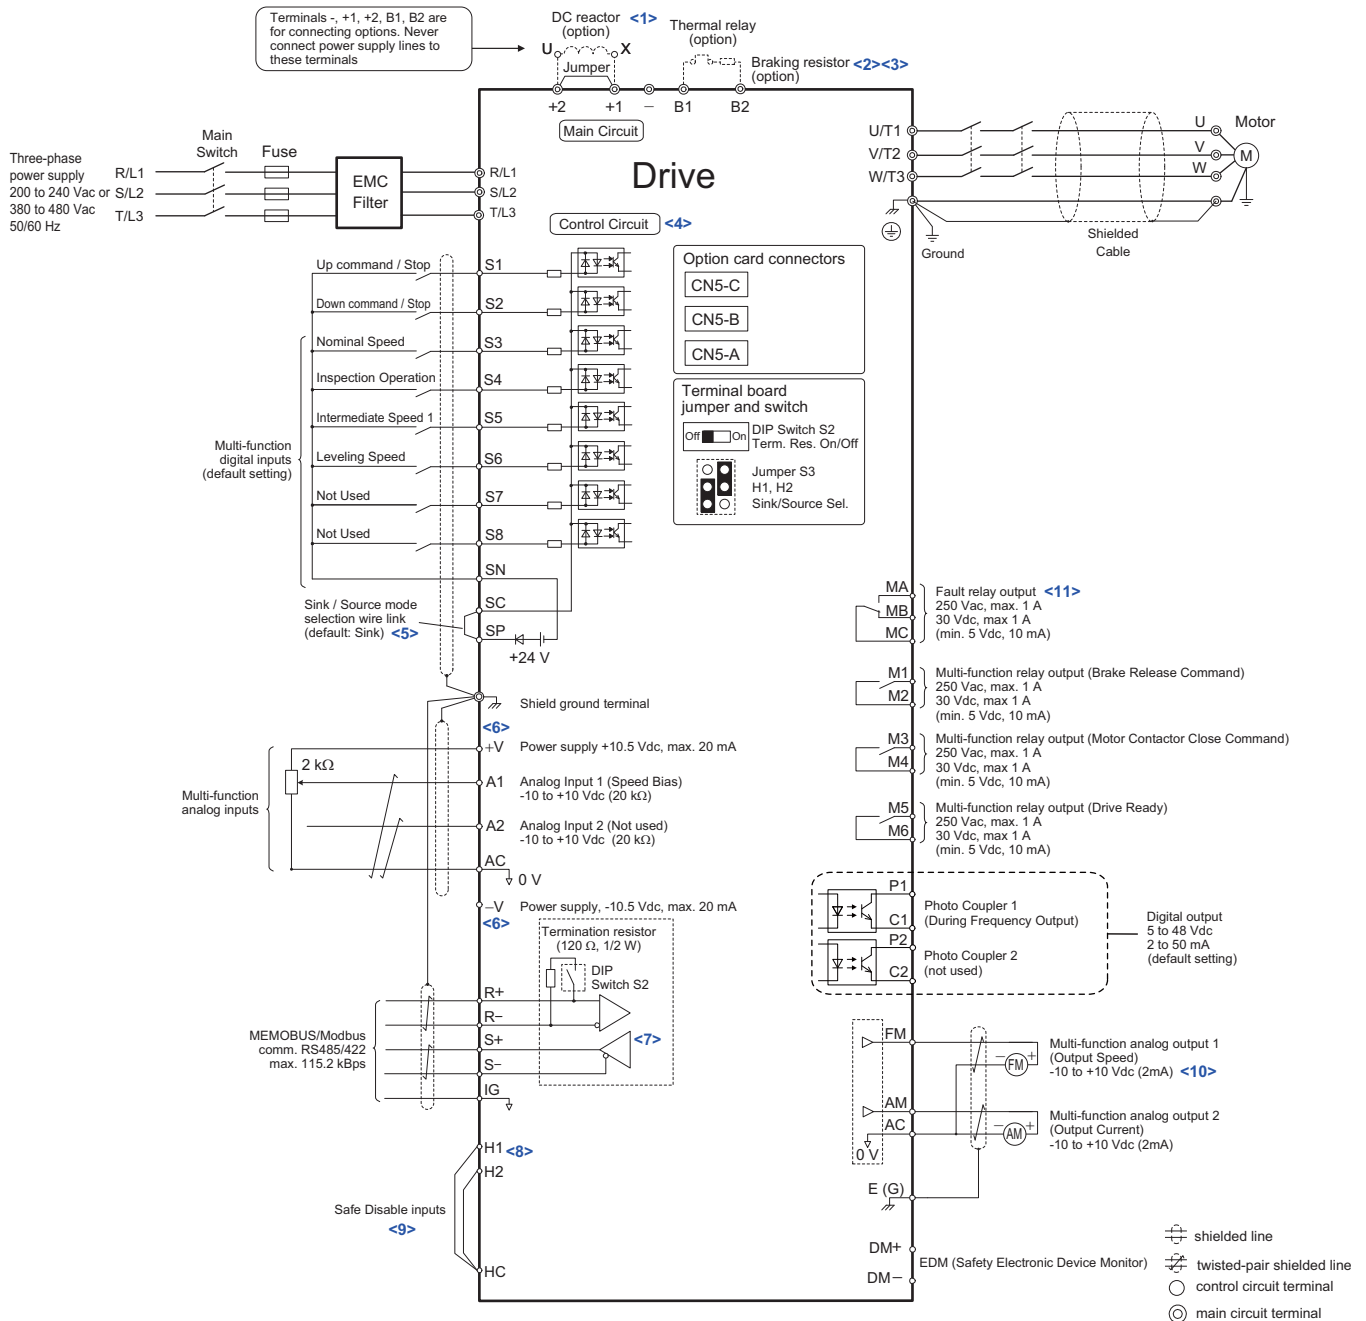 Terminals -, +1, +2, B1, B2 are
for connecting options. Never
connect power supply lines to
these terminals
DC reactor <1>
(option)
U X
Jumper
Thermal relay
(option)
Braking resistor <2><3>
(option)
+2 +1 – B1 B2
Main Circuit
Drive
Three-phase
power supply
200 to 240 Vac or
380 to 480 Vac
50/60 Hz
Main
Switch
Fuse
R/L1
S/L2
T/L3
EMC
Filter
R/L1
S/L2
T/L3
U/T1
V/T2
W/T3
U
V
W
Motor
M
Ground
Shielded
Cable
Control Circuit <4>
Option card connectors
CN5-C
CN5-B
CN5-A
Terminal board
jumper and switch
Off On
DIP Switch S2
Term. Res. On/Off
Jumper S3
H1, H2
Sink/Source Sel.
Up command / Stop S1
Down command / Stop S2
Nominal Speed S3
Inspection Operation S4
Intermediate Speed 1 S5
Leveling Speed S6
Not Used S7
Not Used S8
Multi-function
digital inputs
(default setting)
SN
SC
SP
+24 V
Sink / Source mode
selection wire link
(default: Sink) <5>
Shield ground terminal
<6>
+V Power supply +10.5 Vdc, max. 20 mA
2 kΩ
A1 Analog Input 1 (Speed Bias)
-10 to +10 Vdc (20 kΩ)
Multi-function
analog inputs
A2 Analog Input 2 (Not used)
-10 to +10 Vdc (20 kΩ)
AC
0 V
–V Power supply, -10.5 Vdc, max. 20 mA
<6>
Termination resistor
(120 Ω, 1/2 W)
DIP
Switch S2
R+
R–
S+
S–
IG
<7>
MEMOBUS/Modbus
comm. RS485/422
max. 115.2 kBps
H1 <8>
H2
Safe Disable inputs
<9>
HC
MA
MB
MC
Fault relay output <11>
250 Vac, max. 1 A
30 Vdc, max 1 A
(min. 5 Vdc, 10 mA)
M1
M2
Multi-function relay output (Brake Release Command)
250 Vac, max. 1 A
30 Vdc, max 1 A
(min. 5 Vdc, 10 mA)
M3
M4
Multi-function relay output (Motor Contactor Close Command)
250 Vac, max. 1 A
30 Vdc, max 1 A
(min. 5 Vdc, 10 mA)
M5
M6
Multi-function relay output (Drive Ready)
250 Vac, max. 1 A
30 Vdc, max 1 A
(min. 5 Vdc, 10 mA)
P1
C1
Photo Coupler 1
(During Frequency Output)
P2
C2
Photo Coupler 2
(not used)
Digital output
5 to 48 Vdc
2 to 50 mA
(default setting)
FM
– FM +
Multi-function analog output 1
(Output Speed)
-10 to +10 Vdc (2mA) <10>
AM
AC
0 V
– AM +
Multi-function analog output 2
(Output Current)
-10 to +10 Vdc (2mA)
E (G)
DM+
DM–
EDM (Safety Electronic Device Monitor)
shielded line
twisted-pair shielded line
control circuit terminal
main circuit terminal